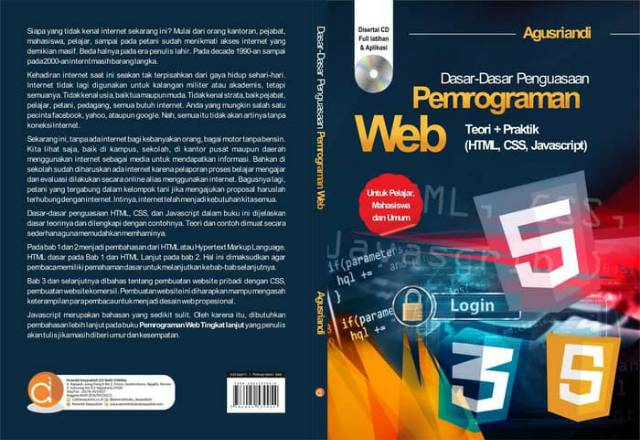 Siapa yang tidak kenal internet sekarang ini? Mulai dari orang kantoran, pejabat,
mahasiswa, pelajar, sampai pada petani sudah menikmati akses internet yang
demikian masif. Beda halnya pada era penulis lahir. Pada decade 1990-an sampai
pada 2000-an interntmasih barang langka.
Kehadiran internet saat ini seakan tak terpisahkan dari gaya hidup sehari-hari.
Internet tidak lagi digunakan untuk kalangan militer atau akademis, tetapi
semuanya. Tidak kenal usia, baik tua maupun muda. Tidak kenal strata, baik pejabat,
pelajar, petani, pedagang, semua butuh internet. Anda yang mungkin salah satu
pecinta facebook, yahoo, ataupun google. Nah, semua itu tidak akan artinya tanpa
koneksi internet.
Sekarang ini, tanpa ada internet bagi kebanyakan orang, bagai motor tanpa bensin.
Kita lihat saja, baik di kampus, sekolah, di kantor pusat maupun daerah
menggunakan internet sebagai media untuk mendapatkan informasi. Bahkan di
sekolah sudah diharuskan ada internet karena pelaporan proses belajar mengajar
dan evaluasi dilakukan secara online alias menggunakan internet. Bagusnya lagi,
petani yang tergabung dalam kelompok tani jika mengajukan proposal haruslah
terhubung dengan internet. Intinya, internet telah menjadi kebutuhan kita semua.
Dasar-dasar penguasaan HTML, CSS, dan Javascript dalam buku ini dijelaskan
dasar teorinya dan dilengkapi dengan contohnya. Teori dan contoh dimuat secara
sederhana guna memudahkan memhaminya.
Pada bab 1 dan 2 menjadi pembahasan dari HTML atau Hypertext Markup Language.
HTML dasar pada Bab 1 dan HTML Lanjut pada bab 2. Hal ini dimaksudkan agar
pembaca memiliki pemahaman dasar untuk melanjutkan ke bab-bab selanjutnya.
Bab 3 dan selanjutnya dibahas tentang pembuatan website pribadi dengan CSS,
pembuatan website komersil. Pembuatan website ini diharapkan mampu mengasah
keterampilan para pembaca untuk menjadi desain web propesional.
Javascript merupakan bahasan yang sedikit sulit. Oleh karena itu, dibutuhkan
pembahasan lebih lanjut pada buku Pemrograman Web Tingkat lanjut yang penulis
akan tulis jika masih diberi umur dan kesempatan.
Dasar-Dasar Penguasaan Pemrograman Web
Agusriandi
Disertai CD
Full latihan
& Aplikasi
Agusriandi
Dasar-Dasar Penguasaan
Pemrograman
Web
Teori + Praktik
(HTML, CSS, Javascript)
Untuk Pelajar,
Mahasiswa
dan Umum
HTML, CSS,
Javascript
if(parameters
hql +=
Login
if(parame
hql +=
5
3
S